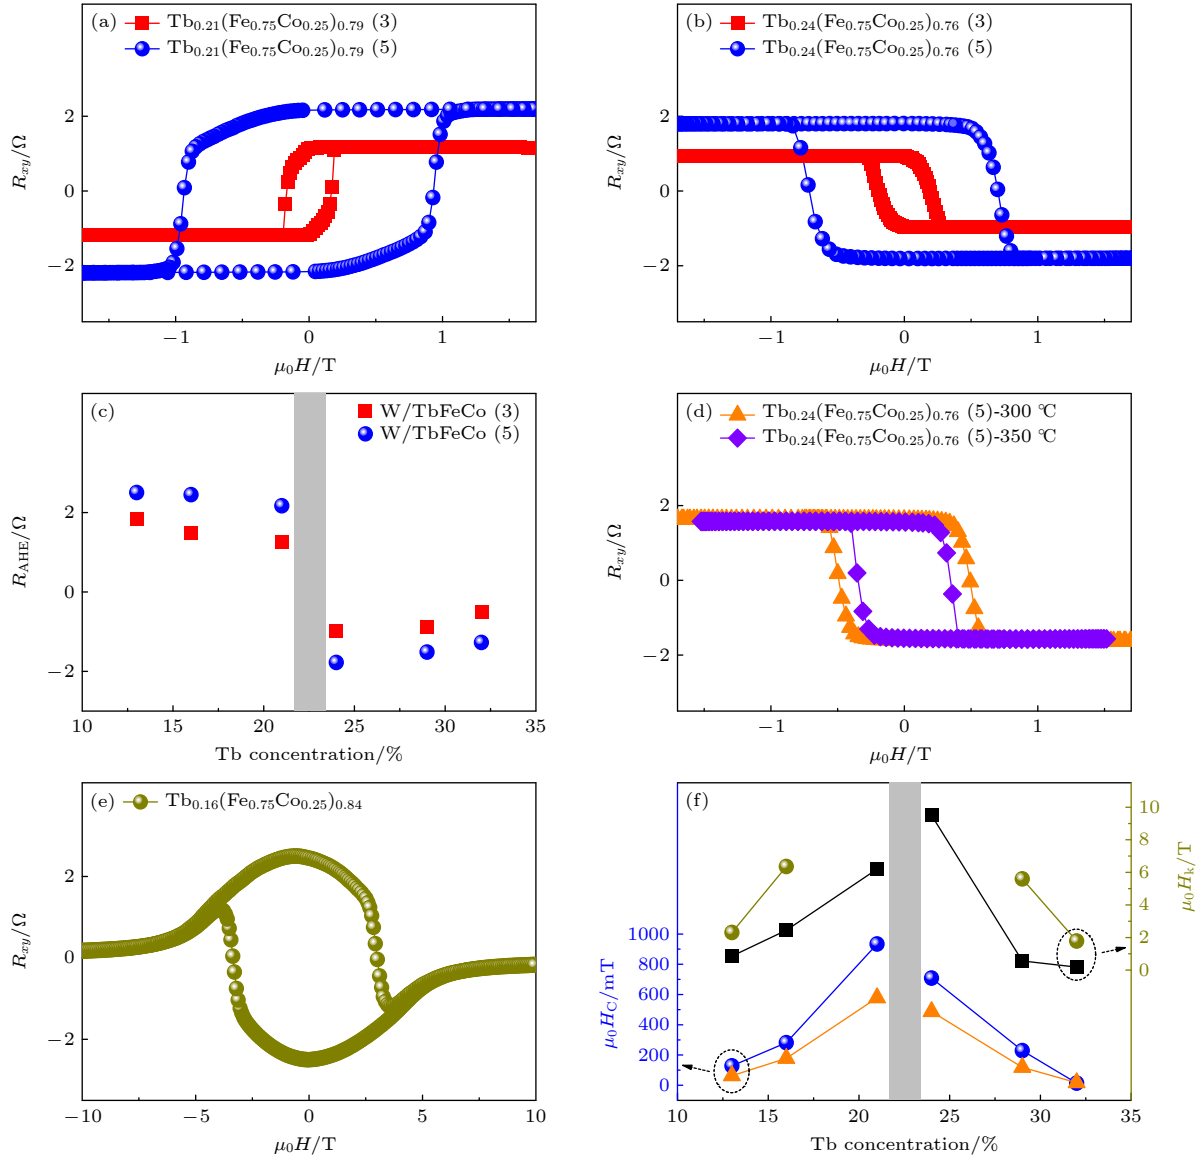 (a) Tb0.21(Fe0.75Co0.25)0.79 (3)
Tb0.21(Fe0.75Co0.25)0.79 (5)
Rxy/Ω
2
0
−2
−1 0 1
μ0H/T
(b) Tb0.24(Fe0.75Co0.25)0.76 (3)
Tb0.24(Fe0.75Co0.25)0.76 (5)
Rxy/Ω
2
0
−2
−1 0 1
μ0H/T
(c) W/TbFeCo (3)
W/TbFeCo (5)
RAHE/Ω
2
0
−2
10 15 20 25 30 35
Tb concentration/%
(d) Tb0.24(Fe0.75Co0.25)0.76 (5)-300 ℃
Tb0.24(Fe0.75Co0.25)0.76 (5)-350 ℃
Rxy/Ω
2
0
−2
−1 0 1
μ0H/T
(e) Tb0.16(Fe0.75Co0.25)0.84
Rxy/Ω
2
0
−2
−10 −5 0 5 10
μ0H/T
(f)
μ0HC/mT
1000
800
600
400
200
0
10
8
6
4
2
0
μ0Hk/T
10 15 20 25 30 35
Tb concentration/%